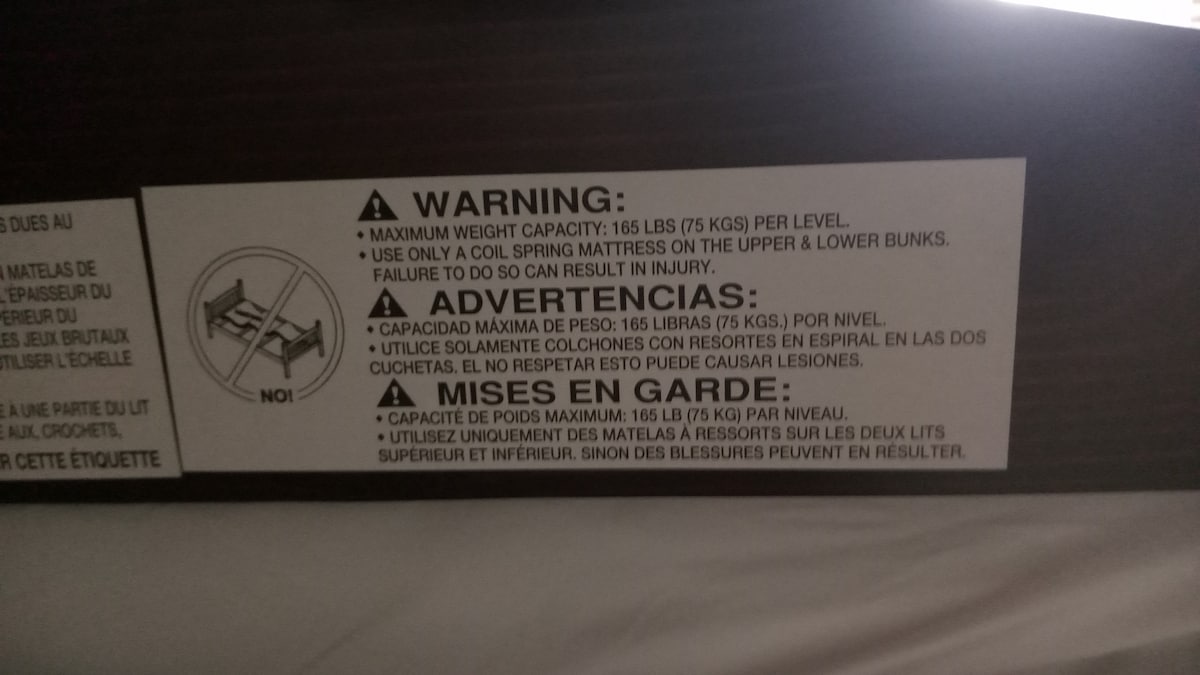 S DUES AU
MATELAS DE
L'ÉPAISSEUR DU
PÉRIEUR DU
LES JEUX BRUTAUX
UTILISER L'ÉCHELLE
E À UNE PARTIE DU LIT
E AUX, CROCHETS,
R CETTE ÉTIQUETTE
NO!
WARNING:
• MAXIMUM WEIGHT CAPACITY: 165 LBS (75 KGS) PER LEVEL.
• USE ONLY A COIL SPRING MATTRESS ON THE UPPER & LOWER BUNKS.
FAILURE TO DO SO CAN RESULT IN INJURY.
ADVERTENCIAS:
• CAPACIDAD MÁXIMA DE PESO: 165 LIBRAS (75 KGS.) POR NIVEL.
• UTILICE SOLAMENTE COLCHONES CON RESORTES EN ESPIRAL EN LAS DOS
CUCHETAS. EL NO RESPETAR ESTO PUEDE CAUSAR LESIONES.
MISES EN GARDE:
• CAPACITÉ DE POIDS MAXIMUM: 165 LB (75 KG) PAR NIVEAU.
• UTILISEZ UNIQUEMENT DES MATELAS À RESSORTS SUR LES DEUX LITS
SUPÉRIEUR ET INFÉRIEUR. SINON DES BLESSURES PEUVENT EN RÉSULTER.